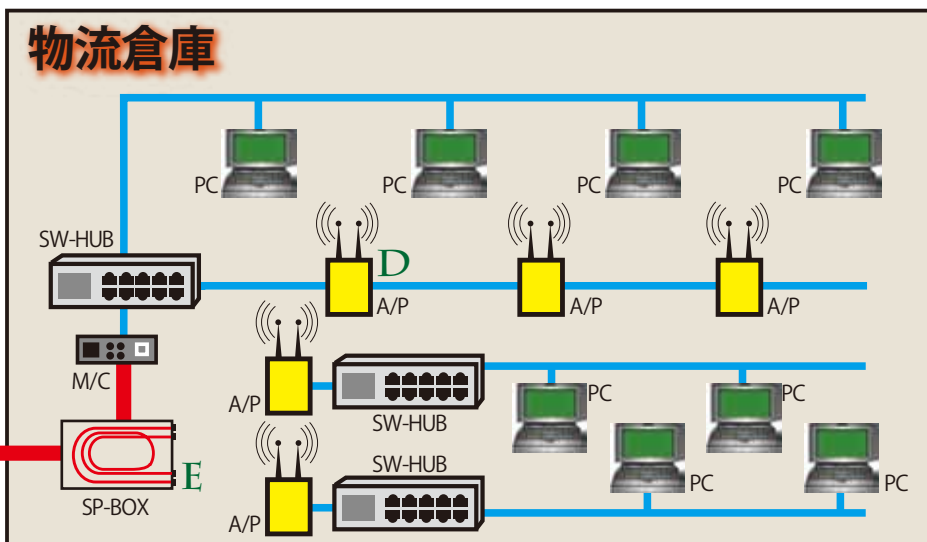 物流倉庫
PC
PC
PC
PC
SW-HUB
D
A/P
A/P
A/P
M/C
A/P
SW-HUB
PC
PC
SW-HUB
PC
PC
E
SP-BOX
A/P